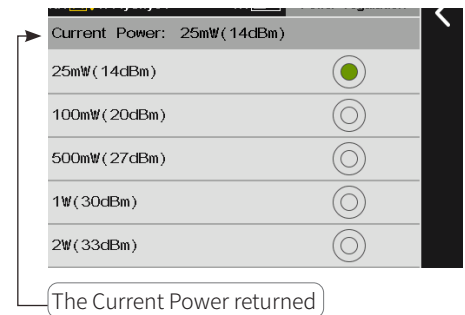 Current Power: 25mW(14dBm)
25mW(14dBm)
100mW(20dBm)
500mW(27dBm)
1W(30dBm)
2W(33dBm)
The Current Power returned